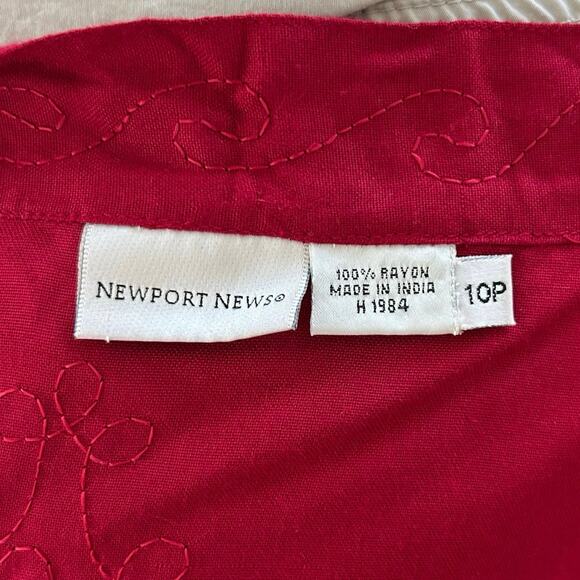 NEWPORT NEWS®
100% RAYON
MADE IN INDIA
H 1984
10P